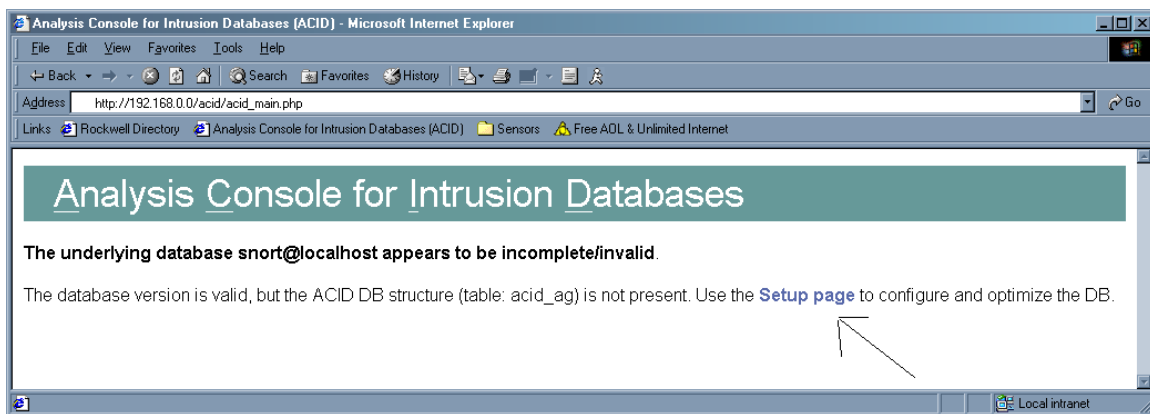 Analysis Console for Intrusion Databases (ACID) - Microsoft Internet Explorer
File Edit View Favorites Tools Help
Back Search Favorites History
Address http://192.168.0.0/acid/acid_main.php Go
Links Rockwell Directory Analysis Console for Intrusion Databases (ACID) Sensors Free AOL & Unlimited Internet
Analysis Console for Intrusion Databases
The underlying database snort@localhost appears to be incomplete/invalid.
The database version is valid, but the ACID DB structure (table: acid_ag) is not present. Use the Setup page to configure and optimize the DB.
Local intranet